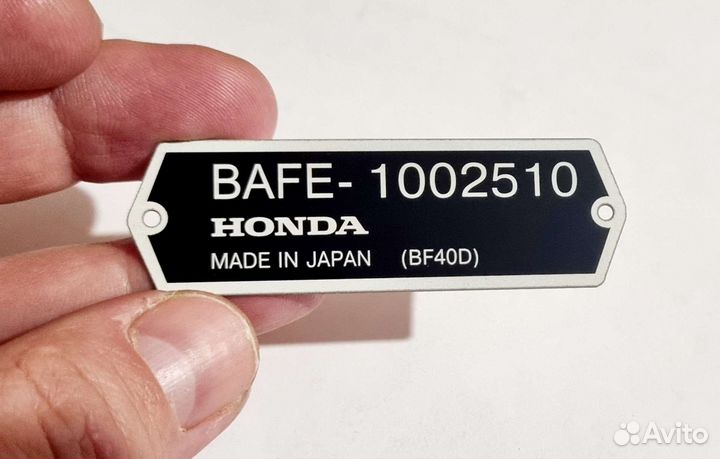 BAFE- 1002510
HONDA
MADE IN JAPAN (BF40D)
Avito